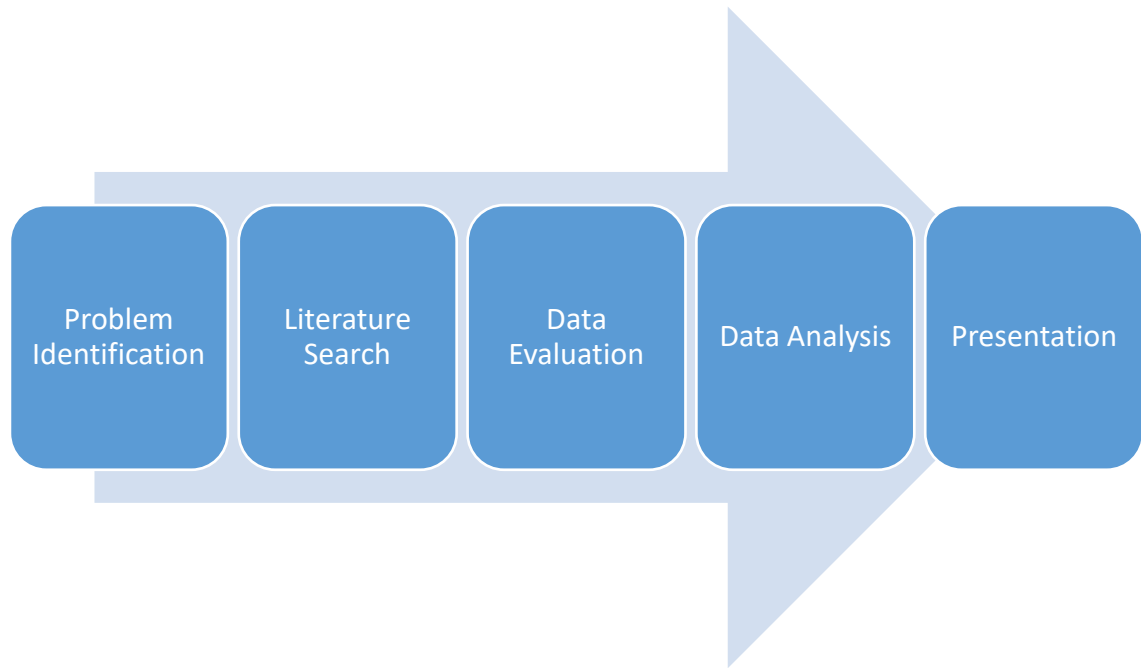 Problem
Identification
Literature
Search
Data
Evaluation
Data Analysis
Presentation